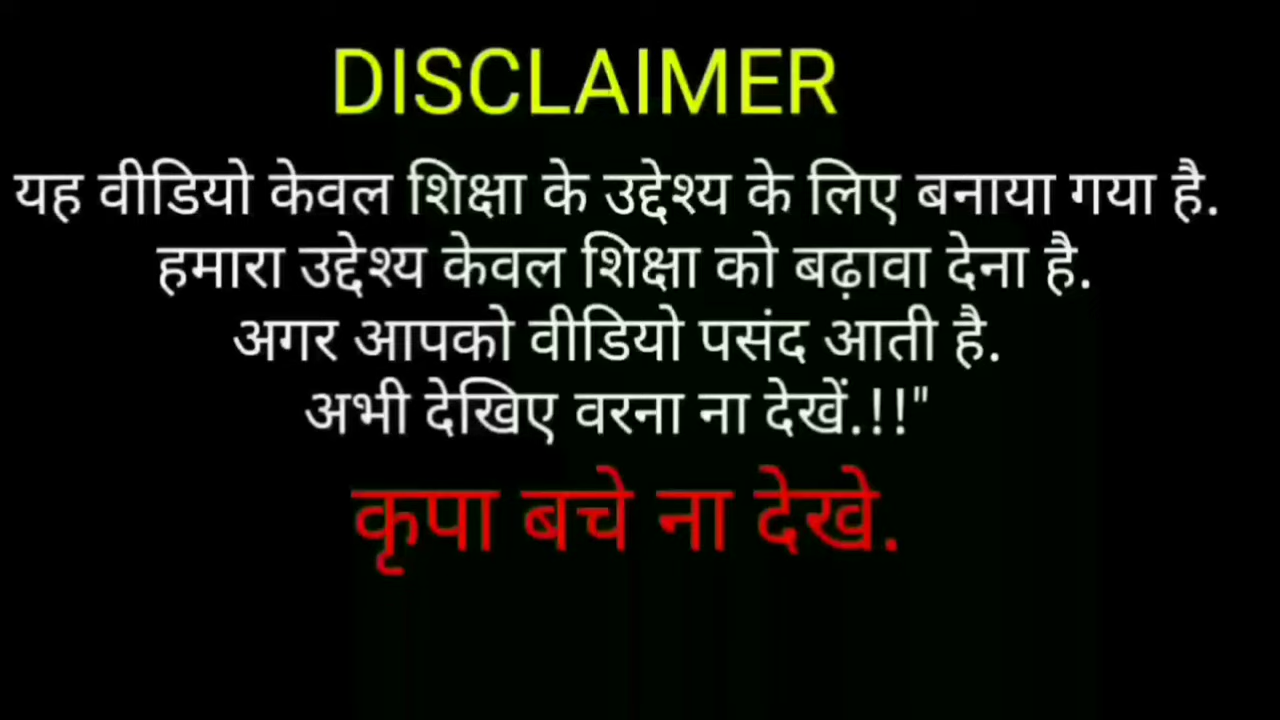 DISCLAIMER
यह वीडियो केवल शिक्षा के उद्देश्य के लिए बनाया गया है.
हमारा उद्देश्य केवल शिक्षा को बढ़ावा देना है.
अगर आपको वीडियो पसंद आती है.
अभी देखिए वरना ना देखें.!!"
कृपा बचे ना देखे.